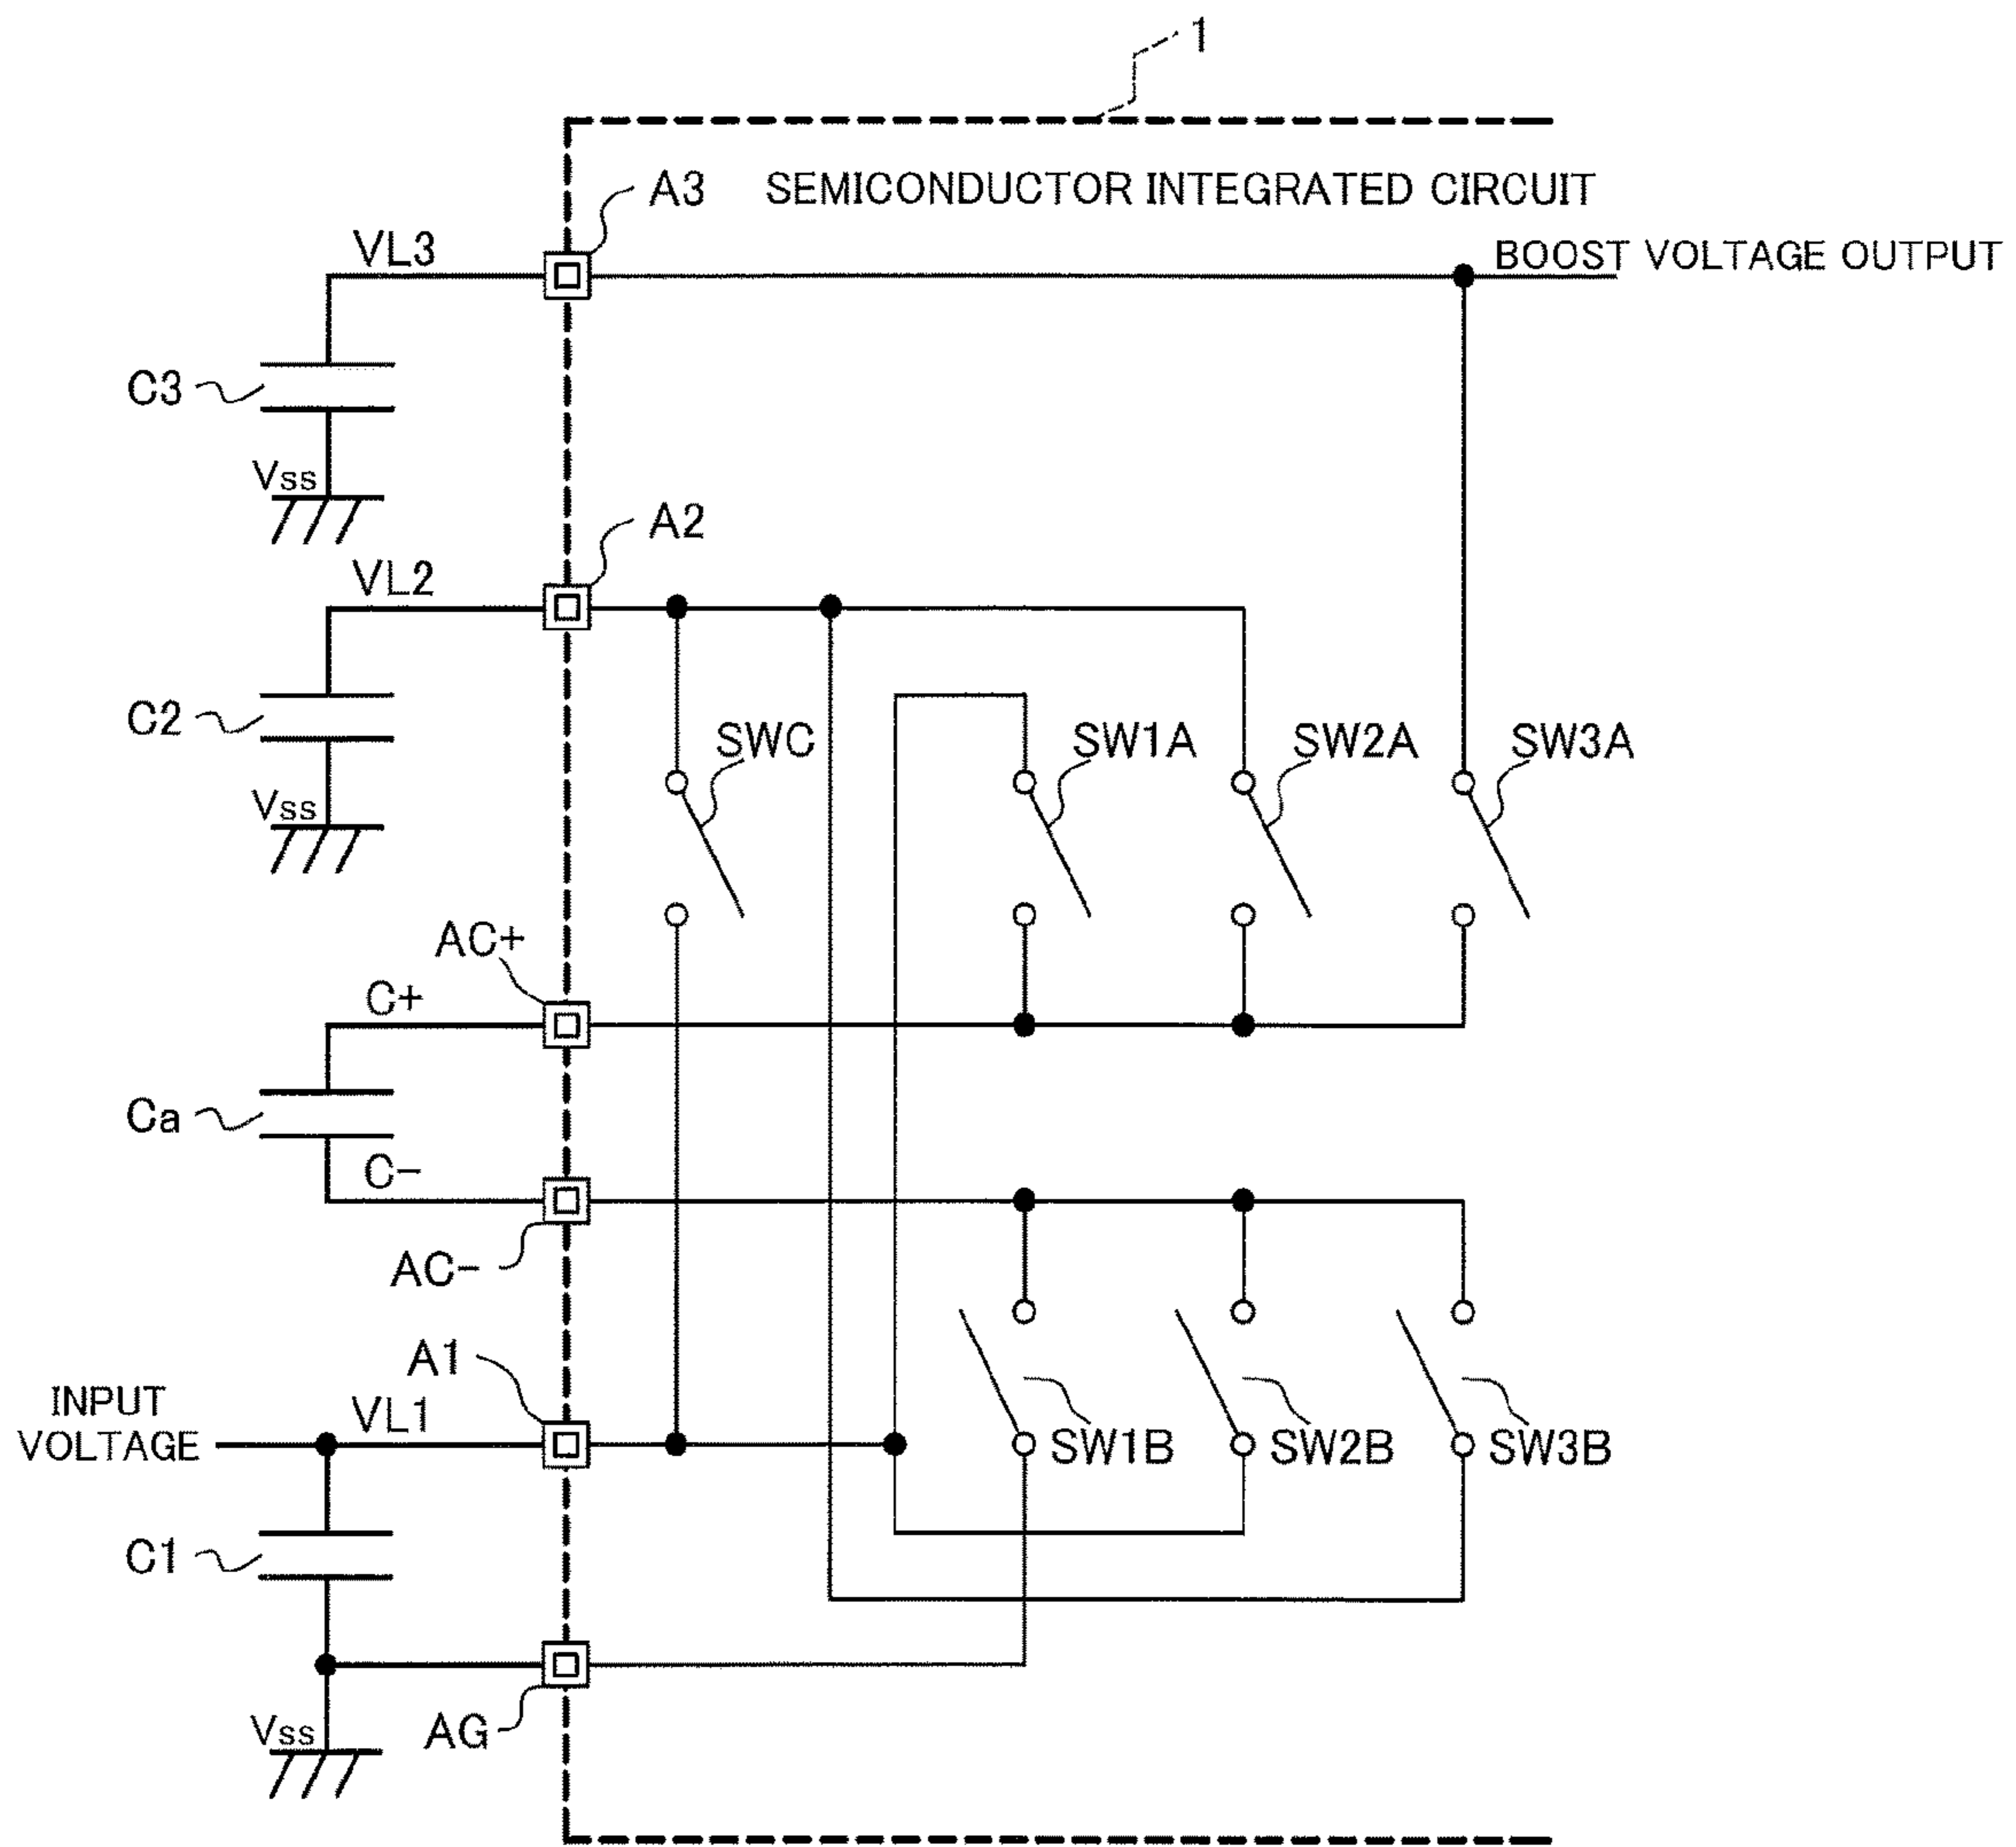 1
A3
SEMICONDUCTOR INTEGRATED CIRCUIT
VL3
BOOST VOLTAGE OUTPUT
C3
Vss
A2
VL2
C2
SWC
SW1A
SW2A
SW3A
Vss
AC+
C+
Ca
C-
AC-
A1
INPUT
VOLTAGE
VL1
SW1B
SW2B
SW3B
C1
Vss
AG